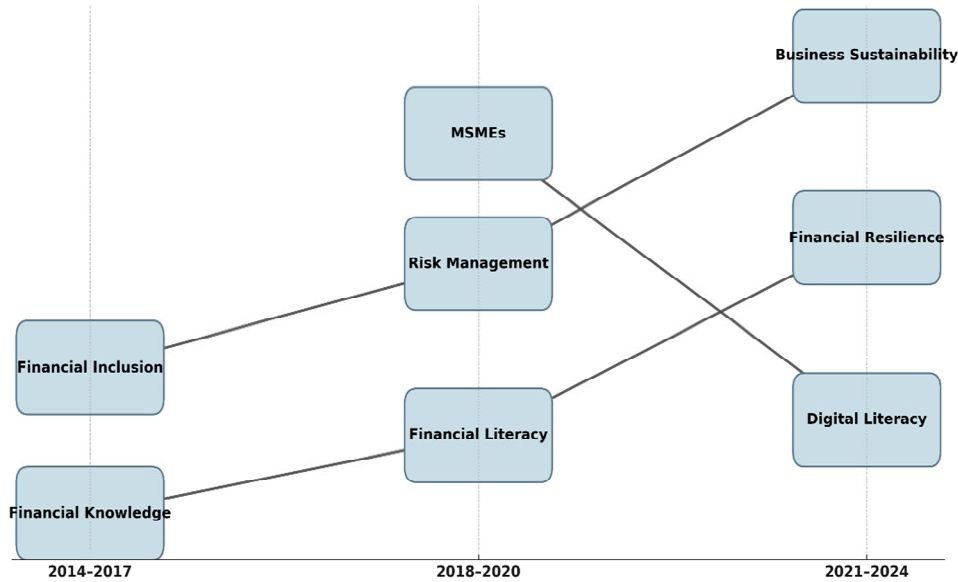 Business Sustainability
MSMEs
Financial Resilience
Risk Management
Financial Inclusion
Digital Literacy
Financial Literacy
Financial Knowledge
2014–2017
2018–2020
2021–2024